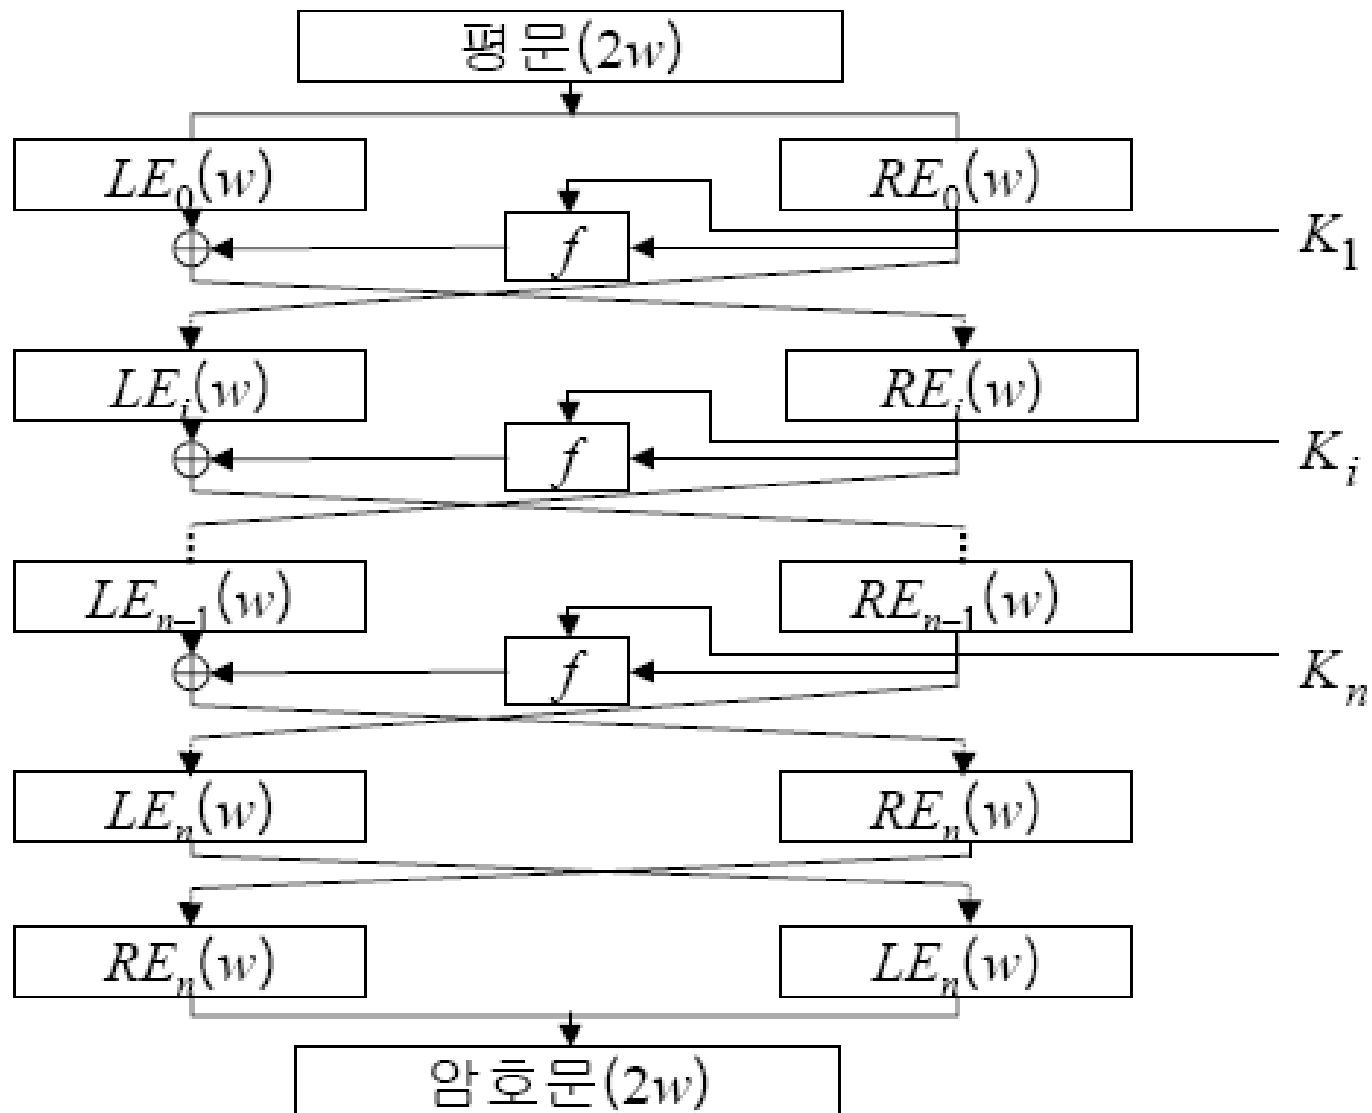 평문(2w)
LE₀(w) RE₀(w)
f K₁
LEᵢ(w) REᵢ(w)
f Kᵢ
LEₙ₋₁(w) REₙ₋₁(w)
f Kₙ
LEₙ(w) REₙ(w)
REₙ(w) LEₙ(w)
암호문(2w)